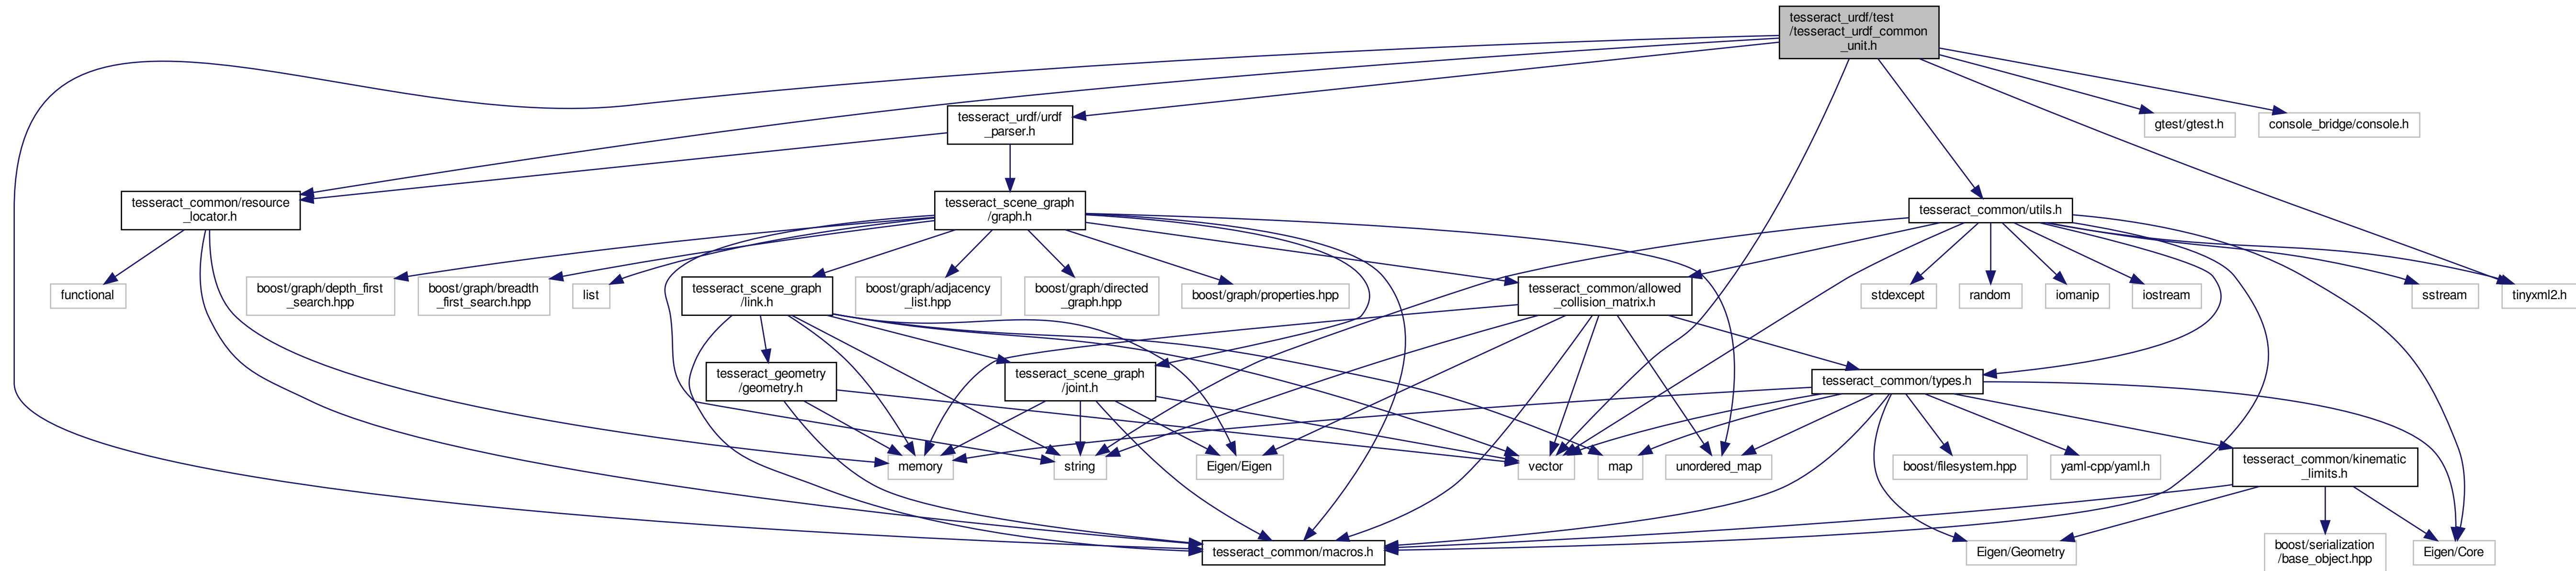 tesseract_urdf/test
/tesseract_urdf_common
_unit.h
tesseract_urdf/urdf
_parser.h
gtest/gtest.h
console_bridge/console.h
tesseract_common/resource
_locator.h
tesseract_scene_graph
/graph.h
tesseract_common/utils.h
functional
boost/graph/depth_first
_search.hpp
boost/graph/breadth
_first_search.hpp
list
tesseract_scene_graph
/link.h
boost/graph/adjacency
_list.hpp
boost/graph/directed
_graph.hpp
boost/graph/properties.hpp
tesseract_common/allowed
_collision_matrix.h
stdexcept
random
iomanip
iostream
sstream
tinyxml2.h
tesseract_geometry
/geometry.h
tesseract_scene_graph
/joint.h
tesseract_common/types.h
memory
string
Eigen/Eigen
vector
map
unordered_map
boost/filesystem.hpp
yaml-cpp/yaml.h
tesseract_common/kinematic
_limits.h
tesseract_common/macros.h
Eigen/Geometry
boost/serialization
/base_object.hpp
Eigen/Core